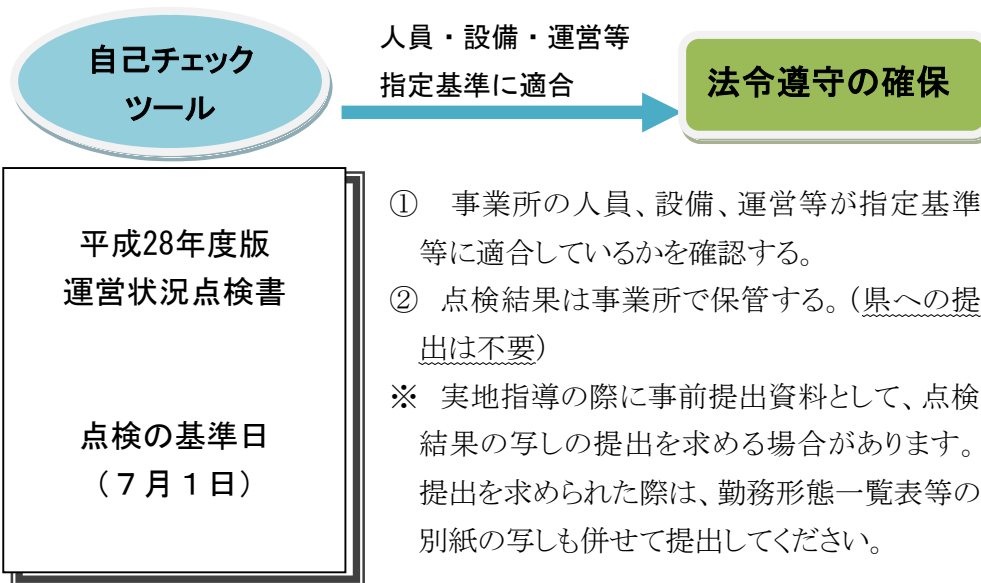 自己チェック
ツール
人員・設備・運営等
指定基準に適合
法令遵守の確保
平成28年度版
運営状況点検書
点検の基準日
（７月１日）
① 事業所の人員、設備、運営等が指定基準
等に適合しているかを確認する。
② 点検結果は事業所で保管する。（県への提
出は不要）
※ 実地指導の際に事前提出資料として、点検
結果の写しの提出を求める場合があります。
提出を求められた際は、勤務形態一覧表等の
別紙の写しも併せて提出してください。